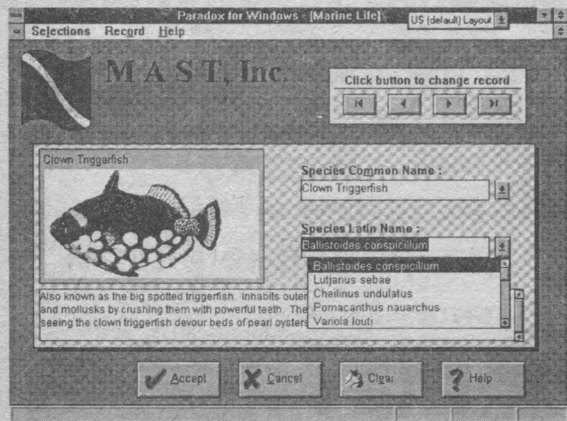 Paradox for Windows - [Marine Life]
US (default) Layout
Selections Record Help
M A S T, Inc.
Click button to change record
Clown Triggerfish
Species Common Name :
Clown Triggerfish
Species Latin Name :
Ballistoides conspicillum
Ballistoides conspicillum
Lutjanus sebae
Cheilinus undulatus
Pomacanthus nauarchus
Variola louti
Also known as the big spotted triggerfish. Inhabits outer
and mollusks by crushing them with powerful teeth. The
seeing the clown triggerfish devour beds of pearl oysters
Accept
Cancel
Clear
Help